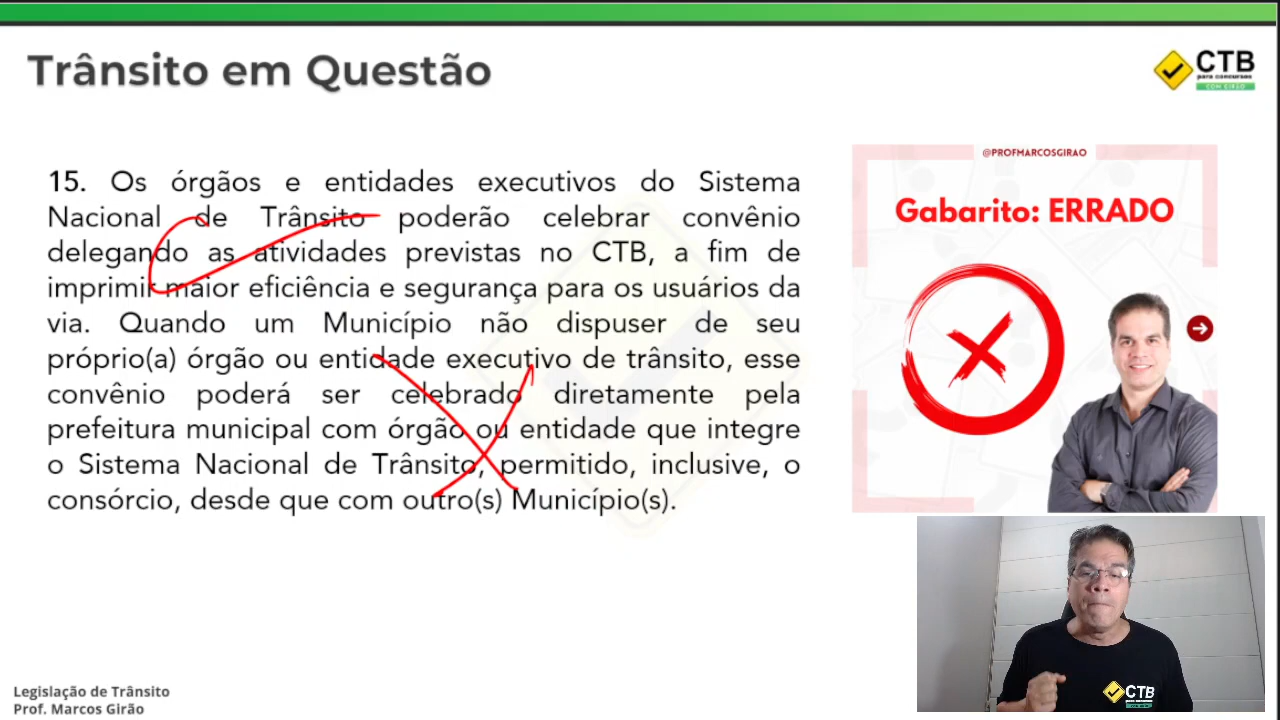 Trânsito em Questão
CTB
para concursos
COM GIRÃO
@PROFMARCOSGIRAO
Gabarito: ERRADO
15. Os órgãos e entidades executivos do Sistema
Nacional de Trânsito poderão celebrar convênio
delegando as atividades previstas no CTB, a fim de
imprimir maior eficiência e segurança para os usuários da
via. Quando um Município não dispuser de seu
próprio(a) órgão ou entidade executivo de trânsito, esse
convênio poderá ser celebrado diretamente pela
prefeitura municipal com órgão ou entidade que integre
o Sistema Nacional de Trânsito, permitido, inclusive, o
consórcio, desde que com outro(s) Município(s).
CTB
Legislação de Trânsito
Prof. Marcos Girão